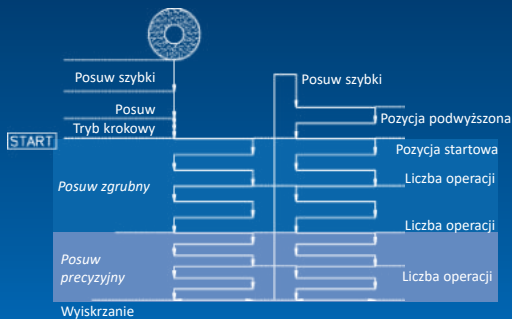 Posuw szybki
Posuw szybki
Posuw
Pozycja podwyższona
Tryb krokowy
START
Pozycja startowa
Posuw zgrubny
Liczba operacji
Liczba operacji
Posuw
precyzyjny
Liczba operacji
Wyiskrzanie